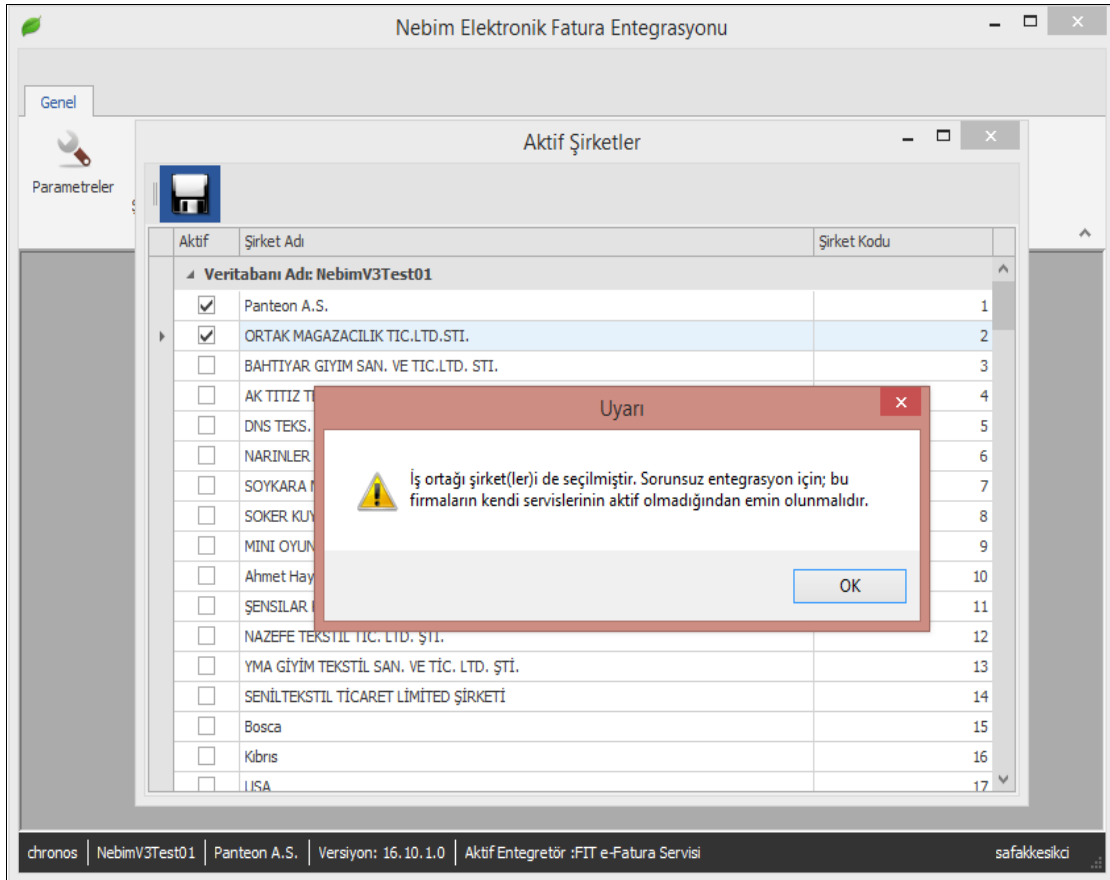 Nebim Elektronik Fatura Entegrasyonu
Genel
Aktif Şirketler
Parametreler
Aktif Şirket Adı Şirket Kodu
Veritabanı Adı: NebimV3Test01
Panteon A.S. 1
ORTAK MAGAZACILIK TIC.LTD.STI. 2
BAHTIYAR GIYIM SAN. VE TIC.LTD. STI. 3
AK TITIZ 4
DNS TEKS. 5
NARINLER 6
SOYKARA 7
SOKER 8
MINI OYUN 9
Ahmet Hay 10
ŞENSILAR 11
Uyarı
İş ortağı şirket(ler)i de seçilmiştir. Sorunsuz entegrasyon için; bu
firmaların kendi servislerinin aktif olmadığından emin olunmalıdır.
OK
NAZEFE TEKSTIL TIC. LTD. ŞTI. 12
YMA GİYİM TEKSTİL SAN. VE TİC. LTD. ŞTİ. 13
SENİLTEKSTIL TİCARET LİMİTED ŞİRKETİ 14
Bosca 15
Kıbrıs 16
USA 17
chronos NebimV3Test01 Panteon A.S. Versiyon: 16.10.1.0 Aktif Entegretör :FIT e-Fatura Servisi safakkesikci